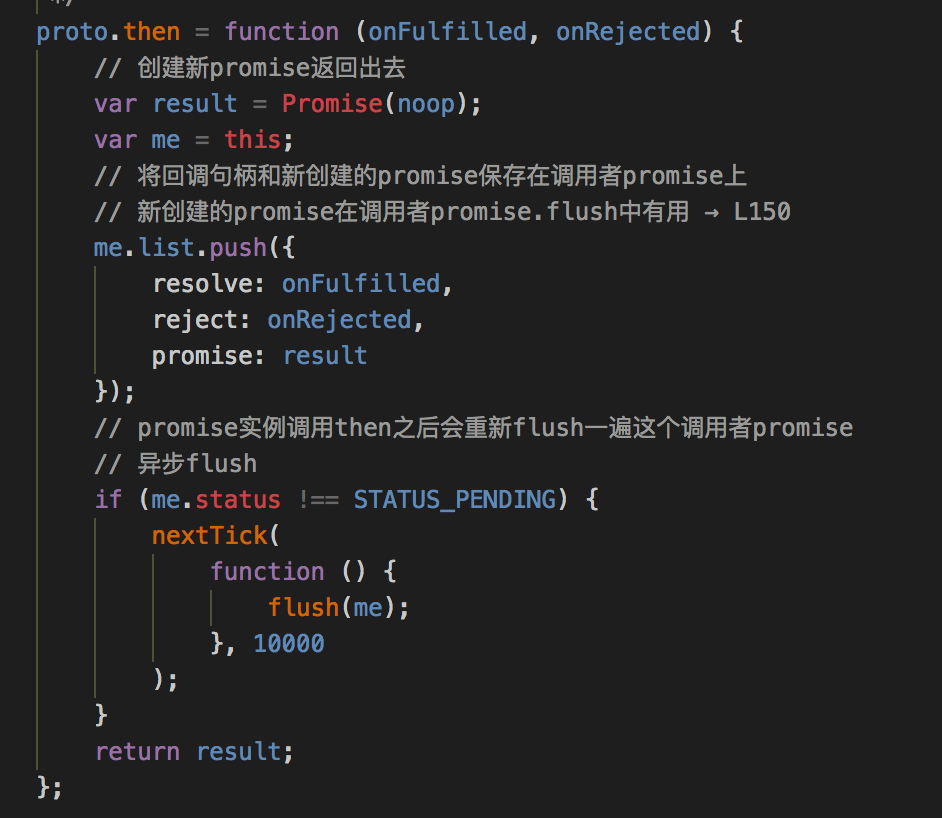 */
proto.then = function (onFulfilled, onRejected) {
    // 创建新promise返回出去
    var result = Promise(noop);
    var me = this;
    // 将回调句柄和新创建的promise保存在调用者promise上
    // 新创建的promise在调用者promise.flush中有用 → L150
    me.list.push({
        resolve: onFulfilled,
        reject: onRejected,
        promise: result
    });
    // promise实例调用then之后会重新flush一遍这个调用者promise
    // 异步flush
    if (me.status !== STATUS_PENDING) {
        nextTick(
            function () {
                flush(me);
            }, 10000
        );
    }
    return result;
};